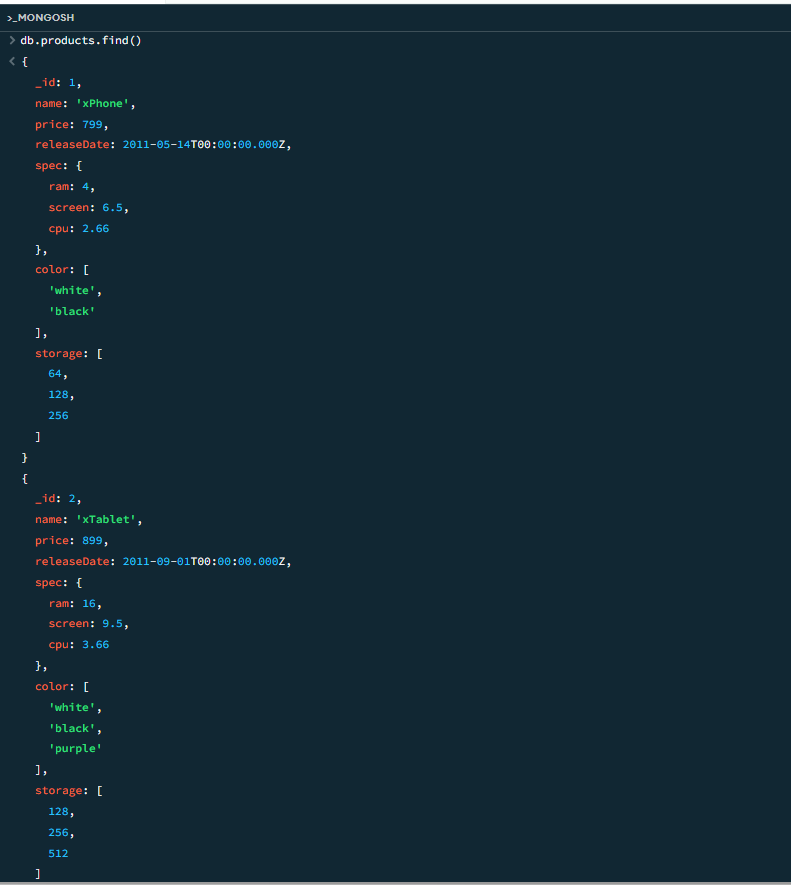 >_MONGOSH
> db.products.find()
< {
    _id: 1,
    name: 'xPhone',
    price: 799,
    releaseDate: 2011-05-14T00:00:00.000Z,
    spec: {
      ram: 4,
      screen: 6.5,
      cpu: 2.66
    },
    color: [
      'white',
      'black'
    ],
    storage: [
      64,
      128,
      256
    ]
  }
  {
    _id: 2,
    name: 'xTablet',
    price: 899,
    releaseDate: 2011-09-01T00:00:00.000Z,
    spec: {
      ram: 16,
      screen: 9.5,
      cpu: 3.66
    },
    color: [
      'white',
      'black',
      'purple'
    ],
    storage: [
      128,
      256,
      512
    ]